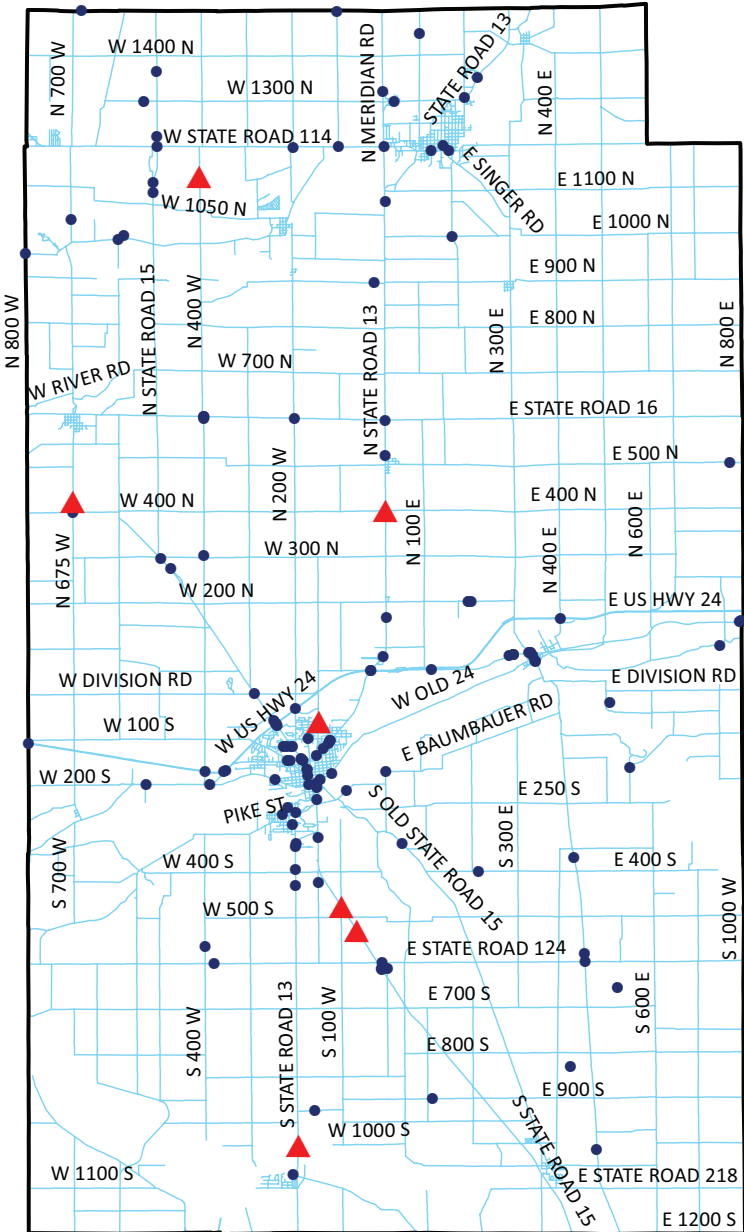 W 1400 N
N 700 W
W 1300 N
N MERIDIAN RD
STATE ROAD 13
N 400 E
W STATE ROAD 114
E SINGER RD
E 1100 N
W 1050 N
E 1000 N
E 900 N
N 800 W
N STATE ROAD 15
N 400 W
N STATE ROAD 13
N 300 E
E 800 N
N 800 E
W 700 N
W RIVER RD
E STATE ROAD 16
E 500 N
N 200 W
W 400 N
E 400 N
N 100 E
N 600 E
N 675 W
W 300 N
N 400 E
W 200 N
E US HWY 24
W DIVISION RD
W US HWY 24
W OLD 24
E DIVISION RD
W 100 S
E BAUMBAUER RD
W 200 S
E 250 S
PIKE ST
S OLD STATE ROAD 15
S 300 E
S 700 W
W 400 S
E 400 S
W 500 S
S 1000 W
E STATE ROAD 124
E 700 S
S 600 E
S 400 W
S STATE ROAD 13
S 100 W
E 800 S
E 900 S
W 1000 S
S STATE ROAD 15
W 1100 S
E STATE ROAD 218
E 1200 S